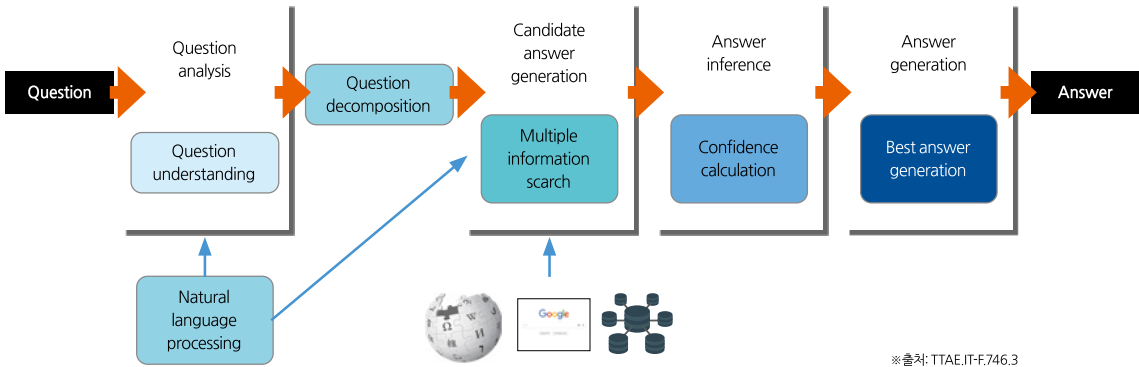 Question
Question
analysis
Question
understanding
Question
decomposition
Candidate
answer
generation
Multiple
information
scarch
Answer
inference
Confidence
calculation
Answer
generation
Best answer
generation
Answer
Natural
language
processing
Ω
W
И
Google
※출처: TTAE.IT-F.746.3